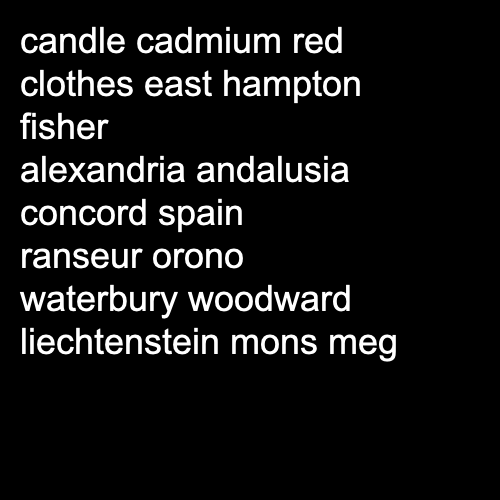 candle cadmium red
clothes east hampton
fisher
alexandria andalusia
concord spain
ranseur orono
waterbury woodward
liechtenstein mons meg